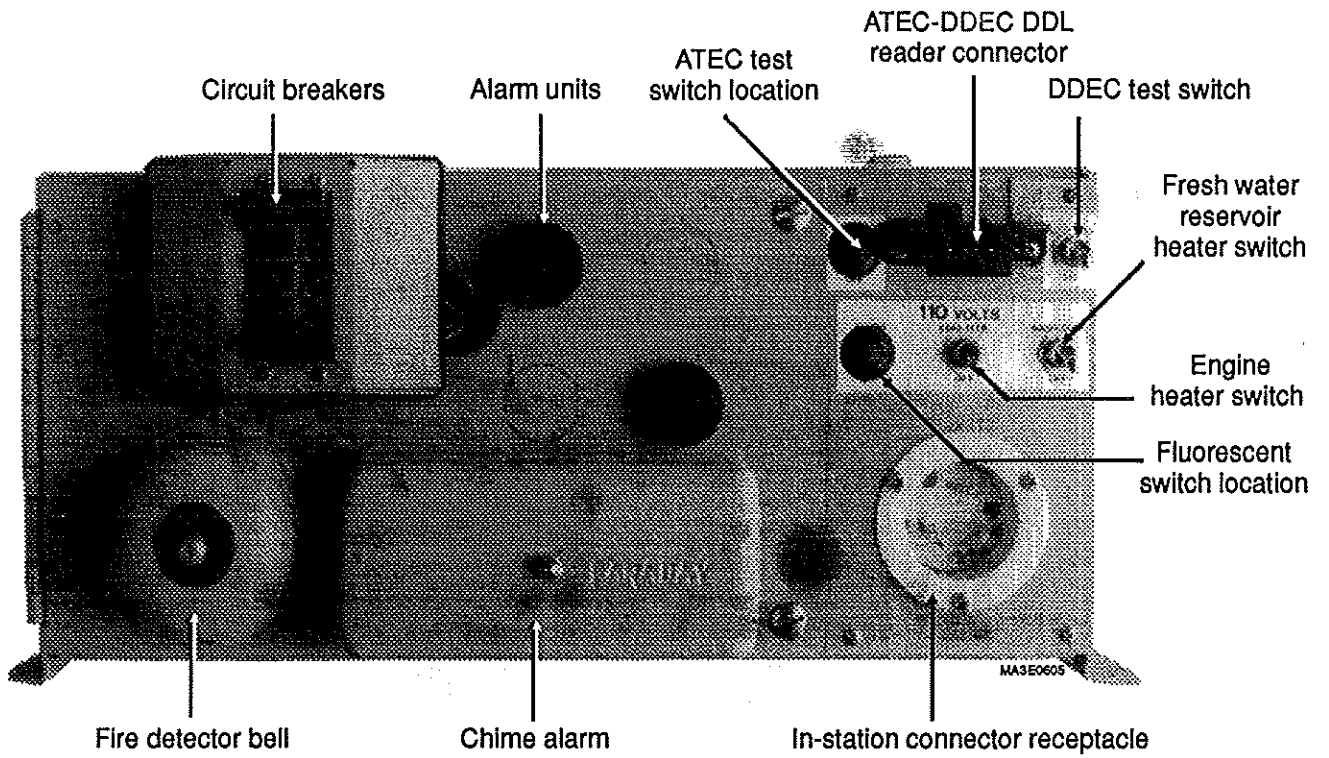 ATEC-DDEC DDL
reader connector
ATEC test
switch location
Circuit breakers
Alarm units
DDEC test switch
Fresh water
reservoir
heater switch
110 VOLTS
Engine
heater switch
Fluorescent
switch location
MA3E0605
Fire detector bell
Chime alarm
In-station connector receptacle